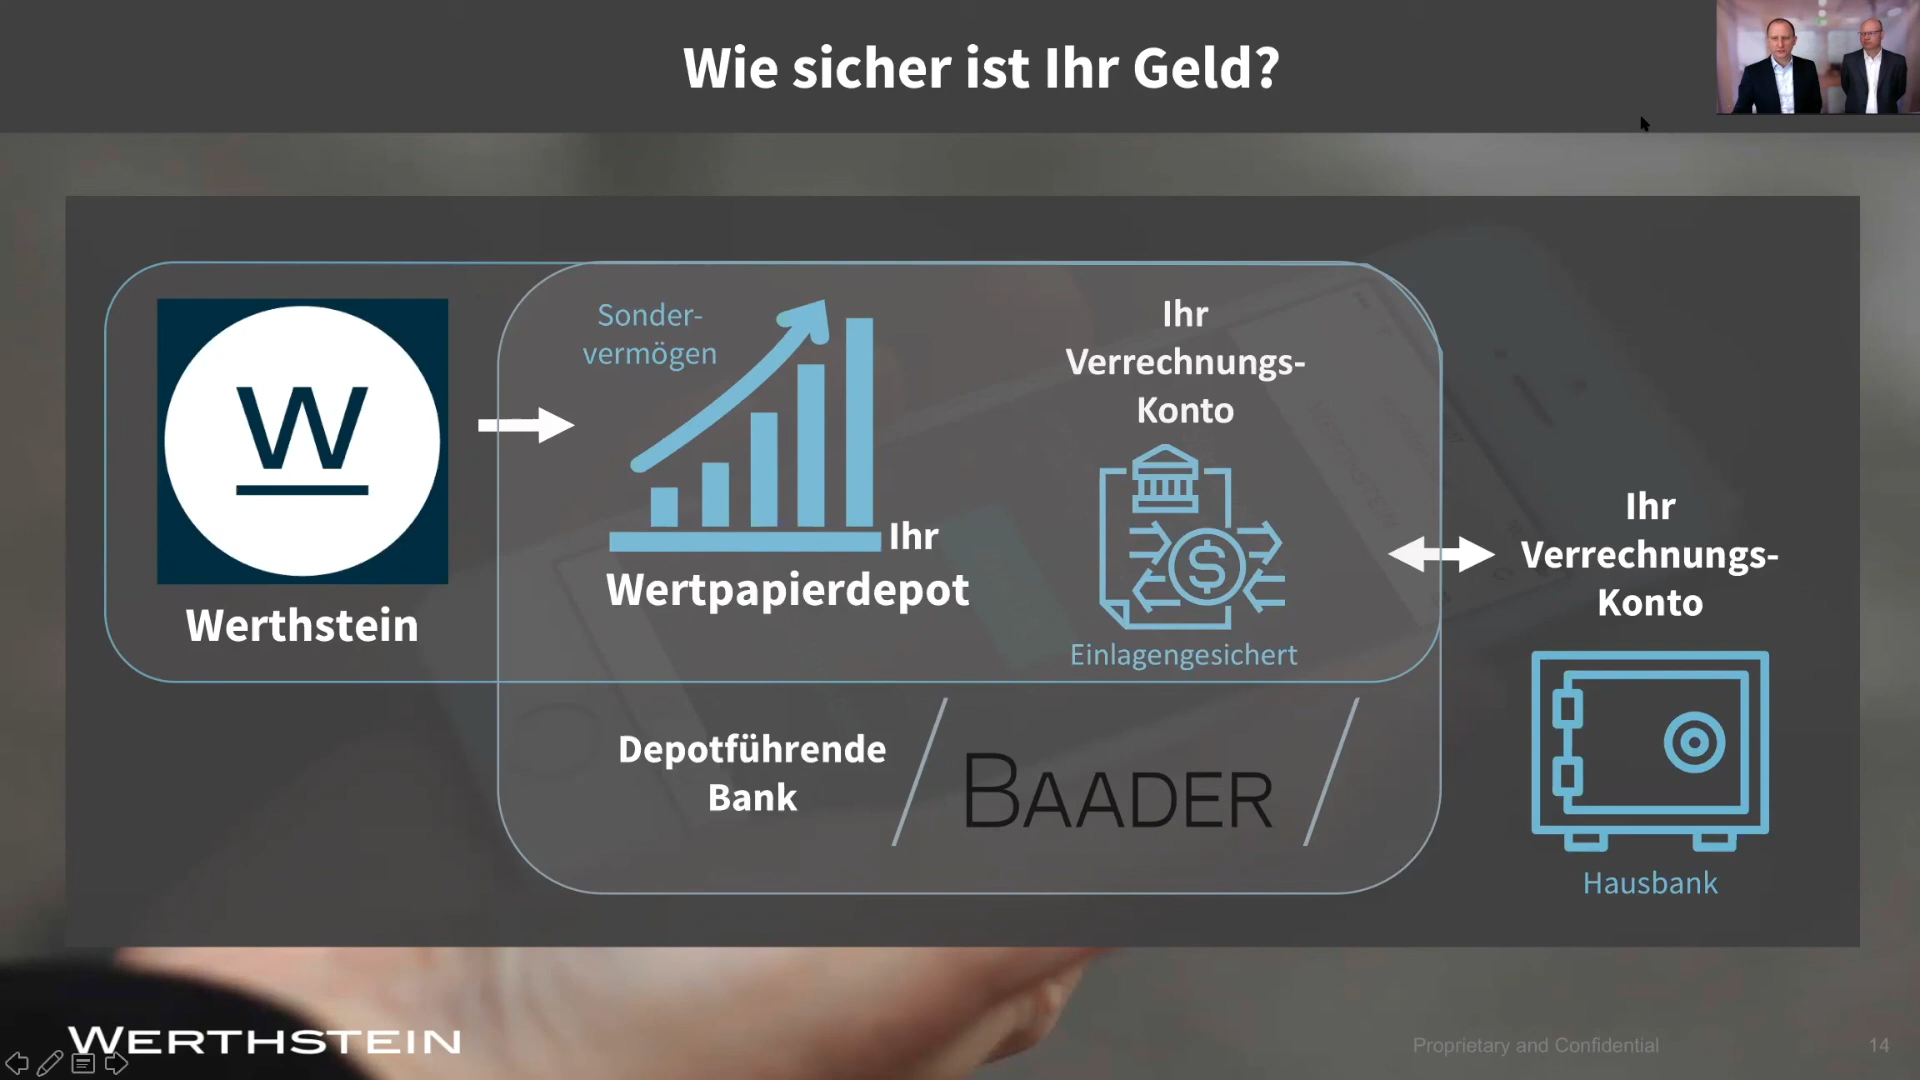 Wie sicher ist Ihr Geld?
Sonder-
vermögen
W
Werthstein
Ihr
Wertpapierdepot
Ihr
Verrechnungs-
Konto
$
Einlagengesichert
Ihr
Verrechnungs-
Konto
Hausbank
Depotführende
Bank
BAADER
WERTHSTEIN
Proprietary and Confidential
14